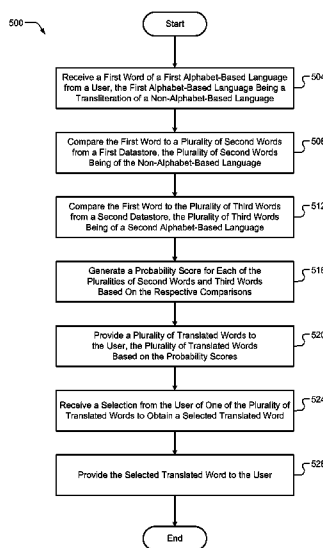 500
Start
Receive a First Word of a First Alphabet-Based Language
from a User, the First Alphabet-Based Language Being a
Transliteration of a Non-Alphabet-Based Language
504
Compare the First Word to a Plurality of Second Words
from a First Datastore, the Plurality of Second Words
Being of the Non-Alphabet-Based Language
508
Compare the First Word to the Plurality of Third Words
from a Second Datastore, the Plurality of Third Words
Being of a Second Alphabet-Based Language
512
Generate a Probability Score for Each of the
Pluralities of Second Words and Third Words
Based On the Respective Comparisons
516
Provide a Plurality of Translated Words to
the User, the Plurality of Translated Words
Based on the Probability Scores
520
Receive a Selection from the User of One of the Plurality of
Translated Words to Obtain a Selected Translated Word
524
Provide the Selected Translated Word to the User
528
End